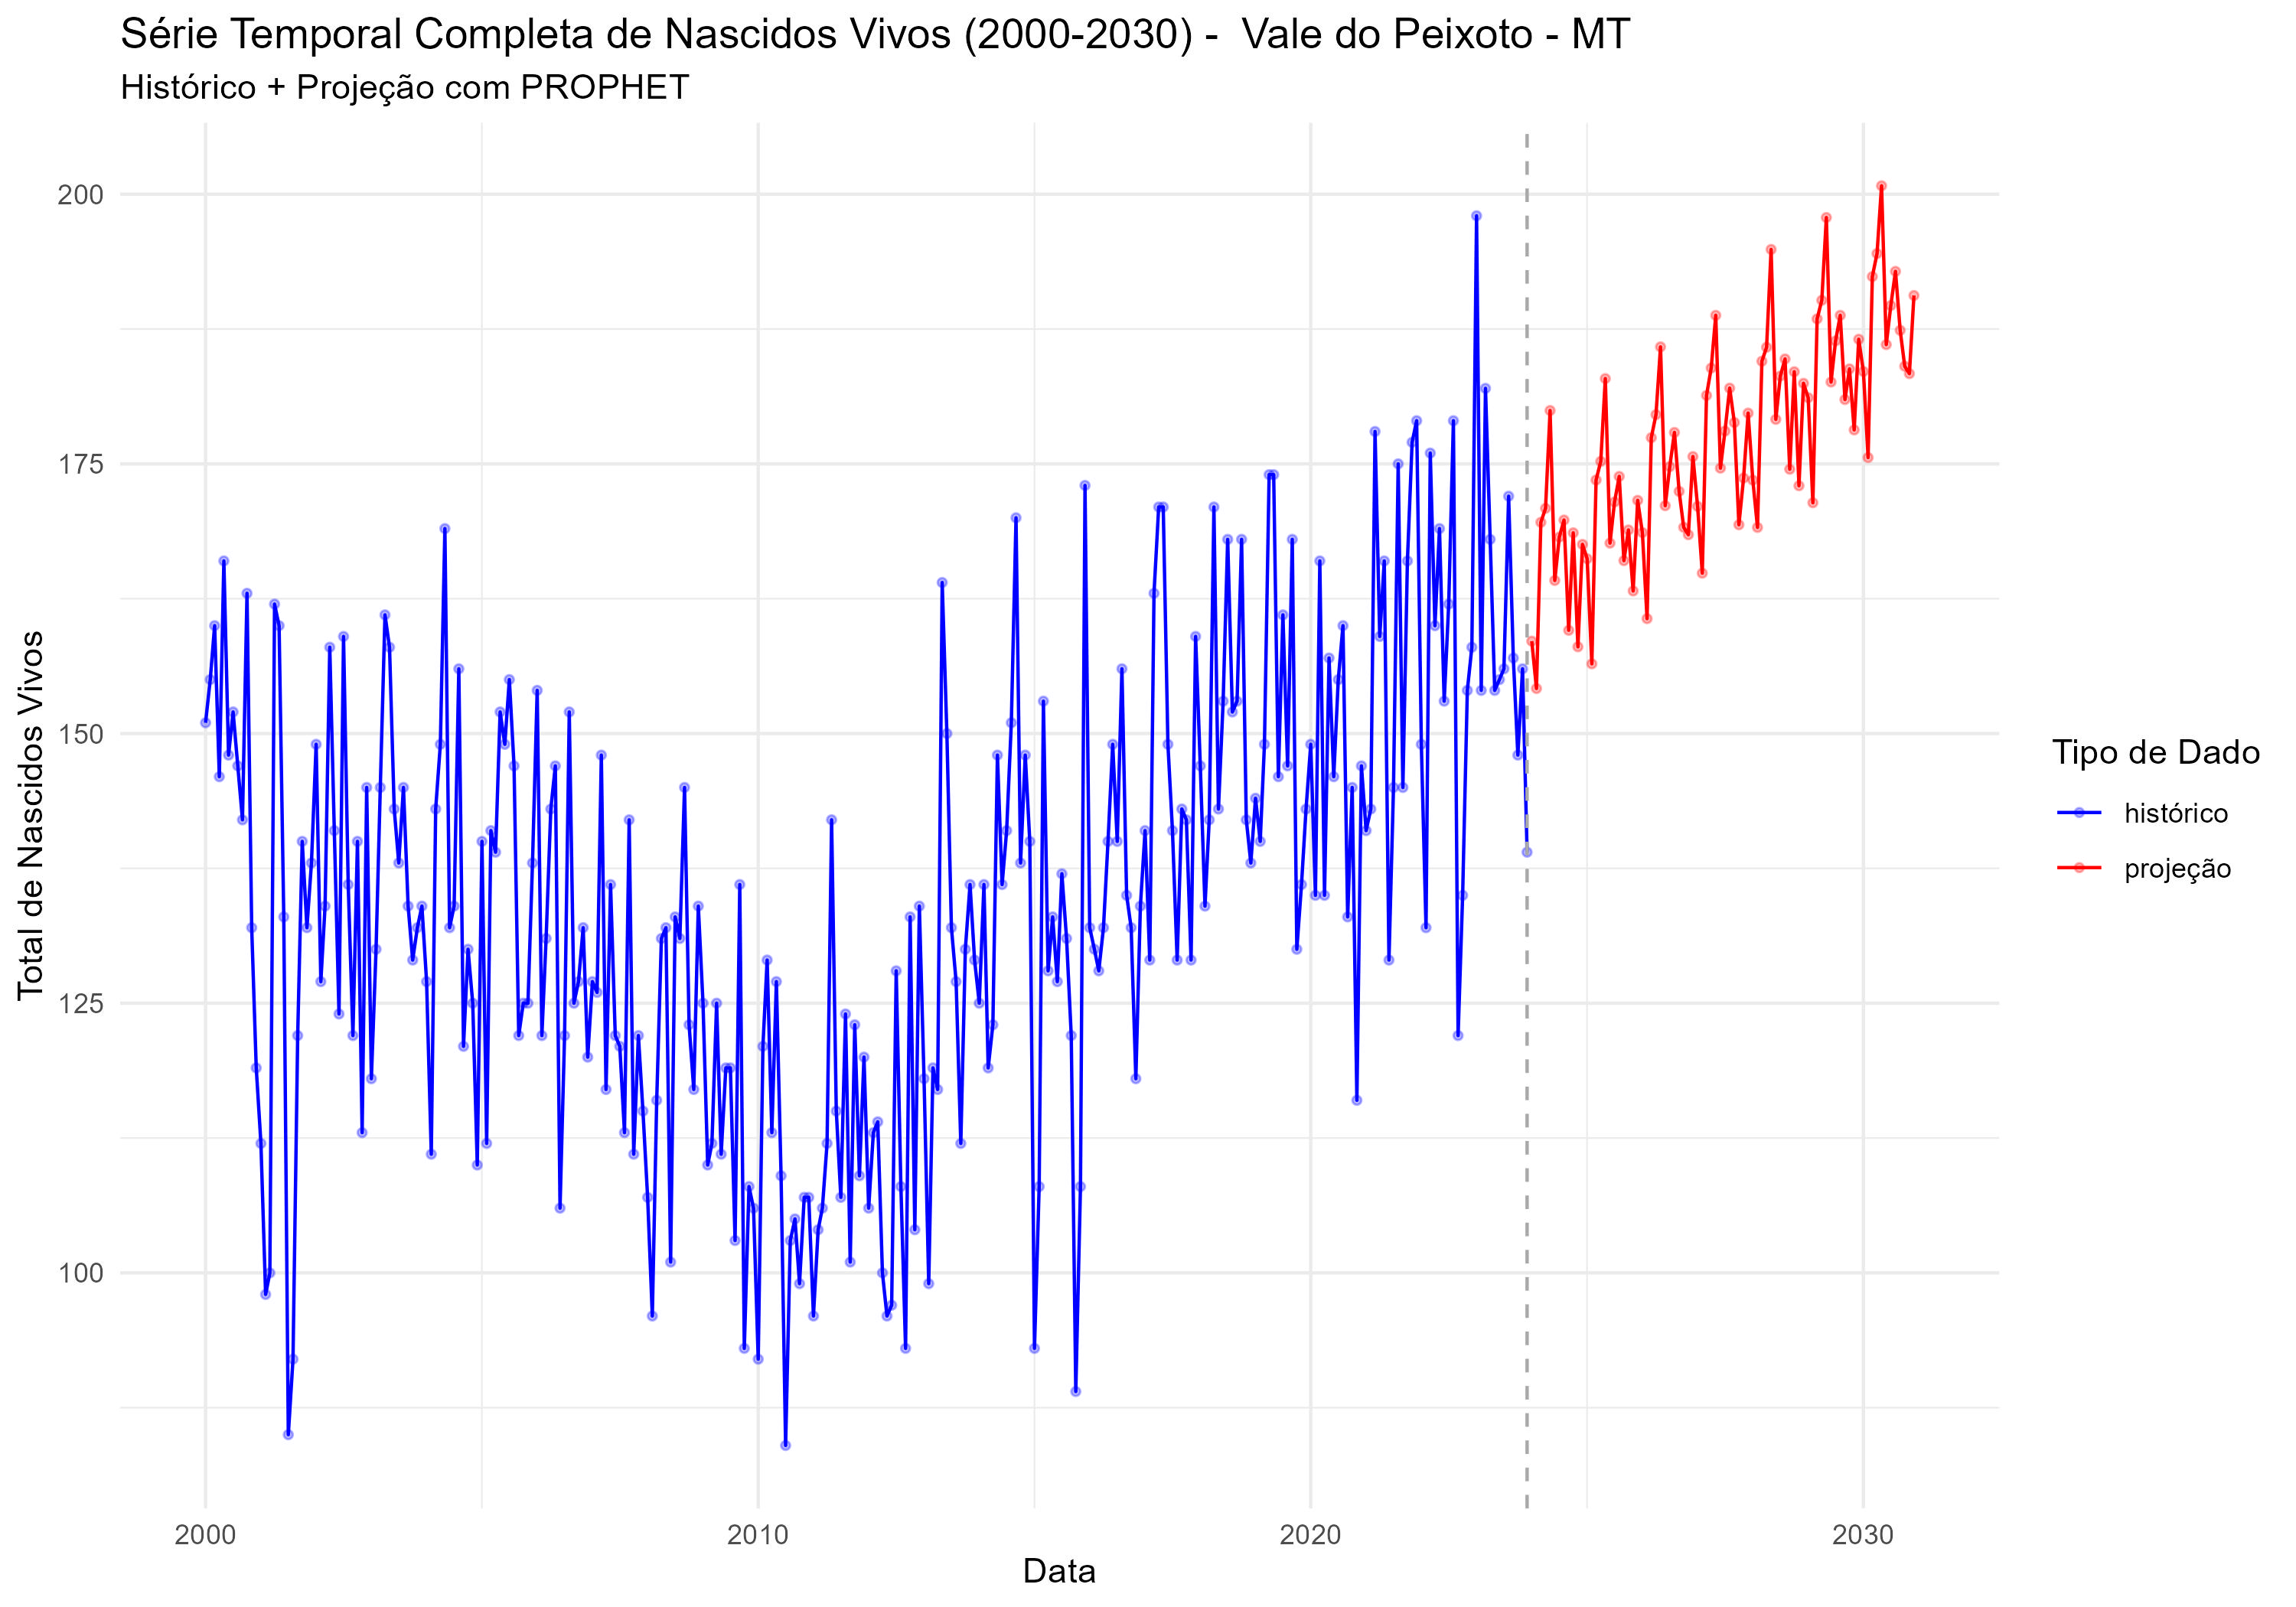 Série Temporal Completa de Nascidos Vivos (2000-2030) -  Vale do Peixoto - MT
Histórico + Projeção com PROPHET
Total de Nascidos Vivos
200
175
150
125
100
2000
2010
2020
2030
Data
Tipo de Dado
histórico
projeção